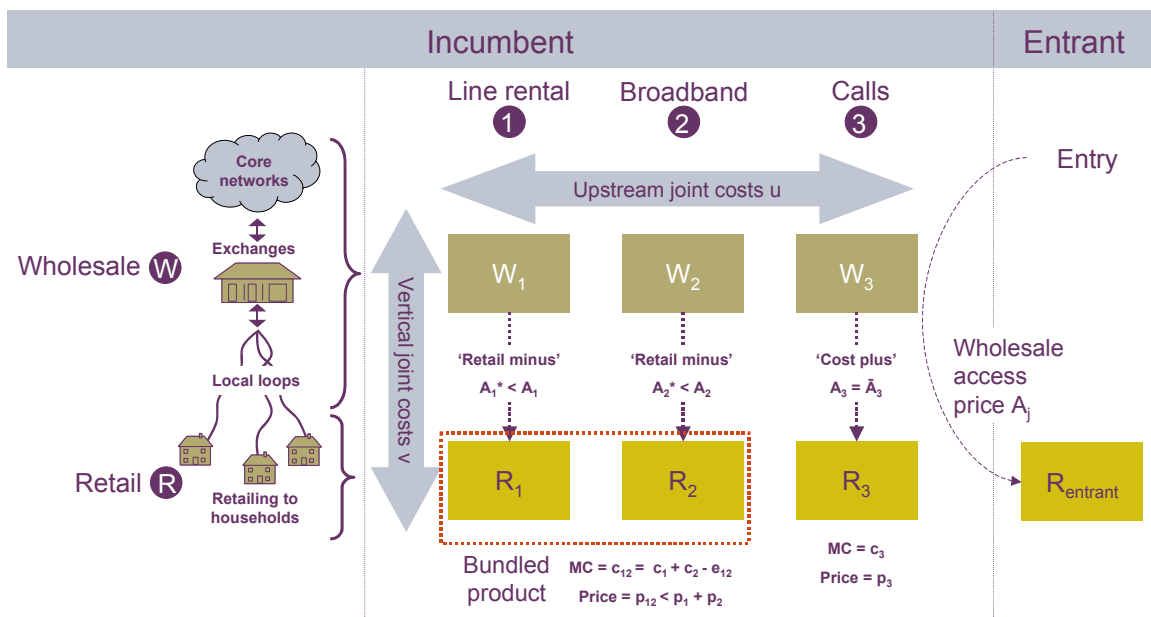 Incumbent
Entrant
Line rental
1
Broadband
2
Calls
3
Core
networks
Entry
Upstream joint costs u
Exchanges
Wholesale W
W₁
W₂
W₃
Vertical joint costs v
‘Retail minus’
A₁* < A₁
‘Retail minus’
A₂* < A₂
‘Cost plus’
A₃ = Ā₃
Wholesale
access
price Aⱼ
Local loops
R₁
R₂
R₃
R entrant
Retail R
Retailing to
households
Bundled
product
MC = c₁₂ = c₁ + c₂ - e₁₂
Price = p₁₂ < p₁ + p₂
MC = c₃
Price = p₃